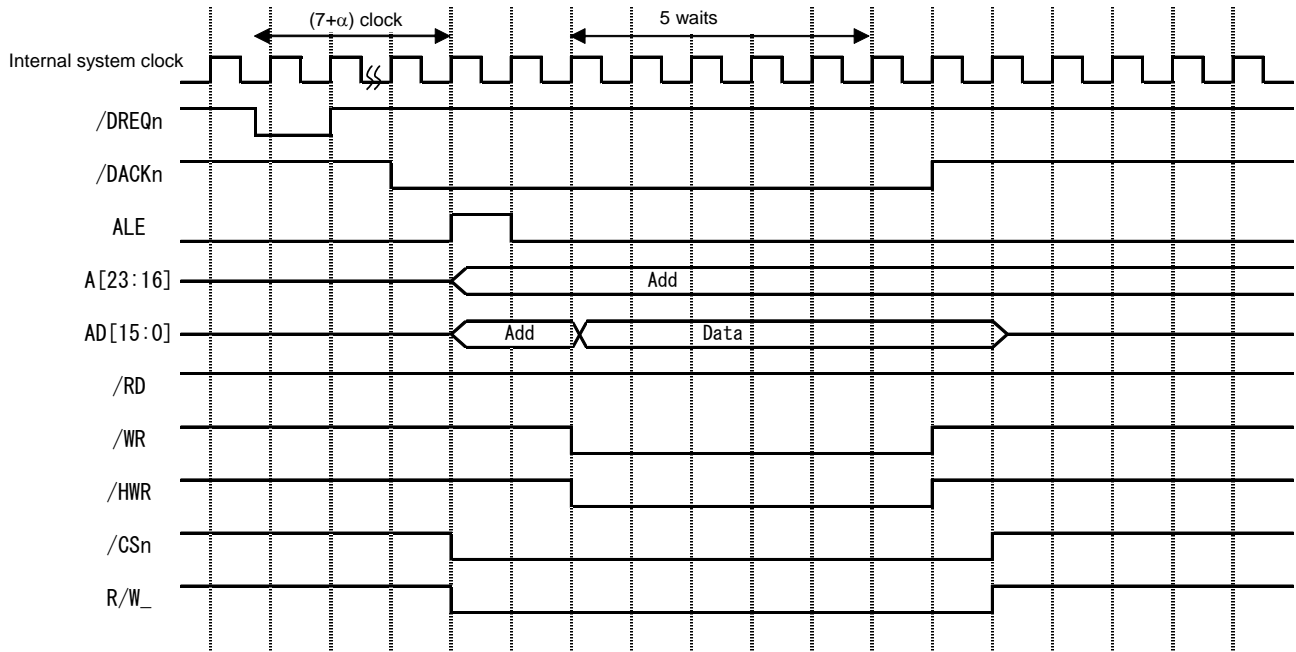 (7+α) clock
5 waits
Internal system clock
/DREQn
/DACKn
ALE
A[23:16]
Add
AD[15:0]
Add
Data
/RD
/WR
/HWR
/CSn
R/W_